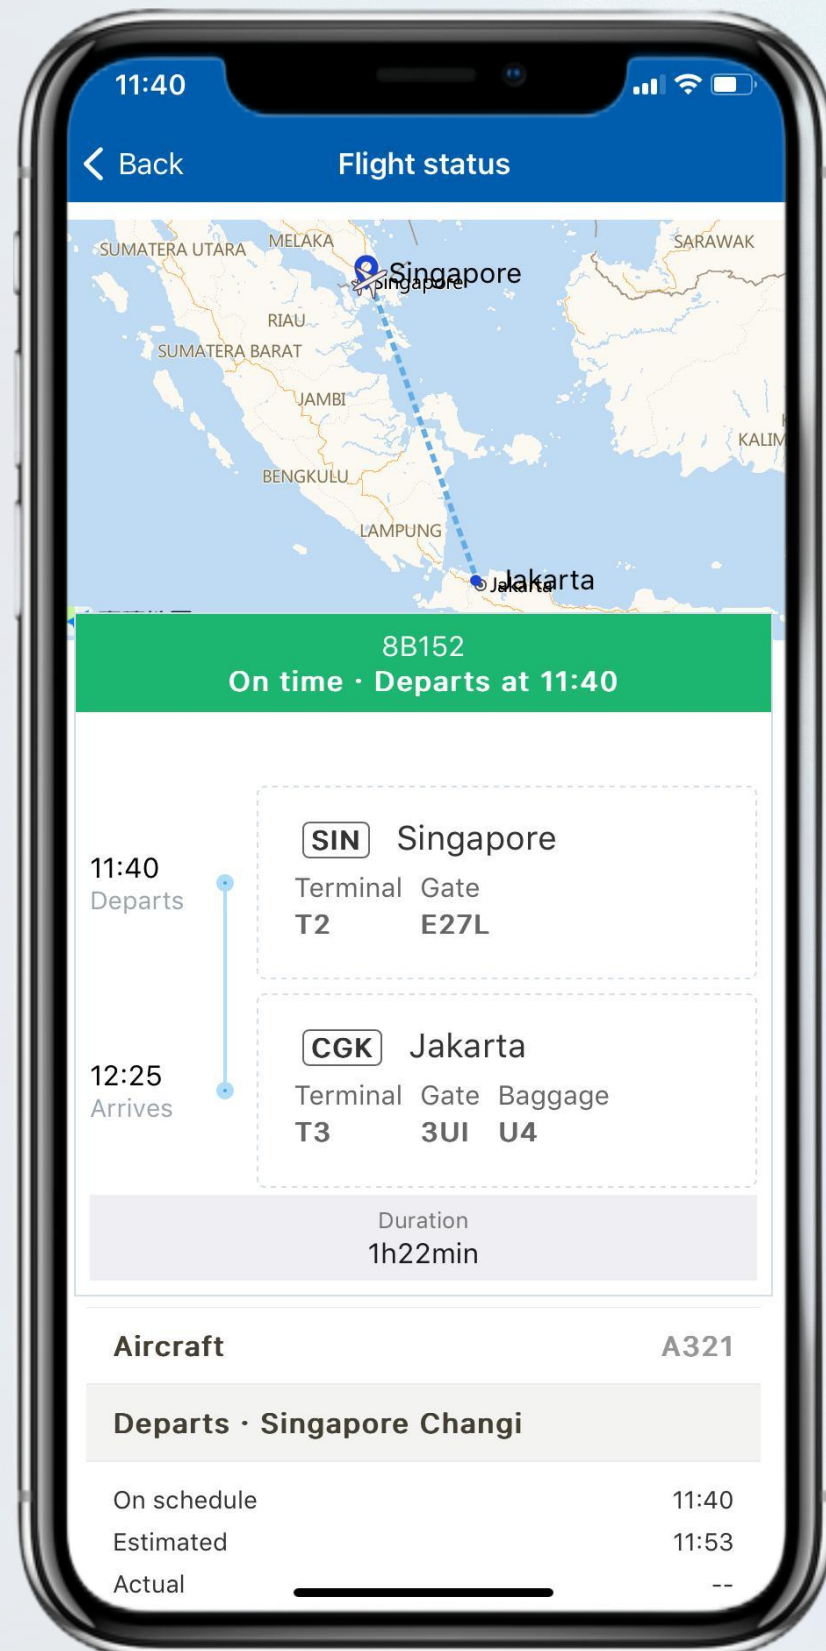 11:40
Back
Flight status
SUMATERA UTARA
MELAKA
SARAWAK
Singapore
Singapore
RIAU
SUMATERA BARAT
JAMBI
KALIM
BENGKULU
LAMPUNG
Jakarta
Jakarta
8B152
On time · Departs at 11:40
SIN Singapore
11:40
Departs
Terminal Gate
T2 E27L
CGK Jakarta
12:25
Arrives
Terminal Gate Baggage
T3 3UI U4
Duration
1h22min
Aircraft A321
Departs · Singapore Changi
On schedule 11:40
Estimated 11:53
Actual --